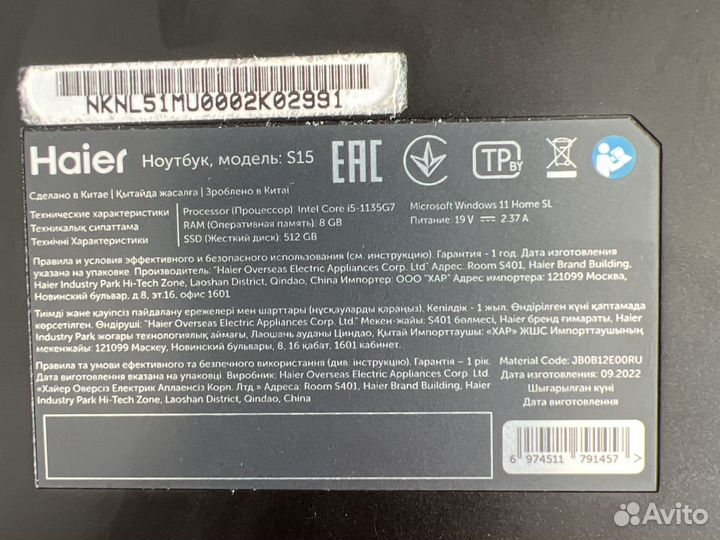 NKNL51MU0002K02991
Haier Ноутбук, модель: S15 EAC TP BY
Сделано в Китае | Қытайда жасалға | Зроблено в Китаї
Технические характеристики
Техникалық сипаттама
Технічні Характеристики
Processor (Процессор): Intel Core i5-1135G7
RAM (Оперативная память): 8 GB
SSD (Жесткий диск): 512 GB
Microsoft Windows 11 Home SL
Питание: 19 V ⎓ 2.37 A
Правила и условия эффективного и безопасного использования (см. инструкцию). Гарантия - 1 год. Дата изготовления
указана на упаковке. Производитель: "Haier Overseas Electric Appliances Corp. Ltd" Адрес: Room S401, Haier Brand Building,
Haier Industry Park Hi-Tech Zone, Laoshan District, Qindao, China Импортер: ООО "ХАР" Адрес импортера: 121099 Москва,
Новинский бульвар, д.8, эт.16. офис 1601
Тиімді және қауіпсіз пайдалану ережелері мен шарттары (нұсқауларды қараңыз). Кепілдік - 1 жыл. Өндірілген күні қаптамада
көрсетілген. Өндіруші: "Haier Overseas Electric Appliances Corp. Ltd." Мекен-жайы: S401 бөлмесі, Haier бренд ғимараты, Haier
Industry Park жоғары технологиялық аймағы, Лаошань ауданы Циндао, Қытай Импорттаушы: «ХАР» ЖШС Импорттаушының
мекенжайы: 121099 Мәскеу, Новинский бульвары, 8, 16 қабат, 1601 кабинет.
Правила та умови ефективного та безпечного використання (див. інструкцію). Гарантія – 1 рік.
Дата виготовлення вказана на упаковці Виробник: Haier Overseas Electric Appliances Corp. Ltd.
«Хайер Оверсіз Електрик Апплаенсіз Корп. Лтд.» Адреса: Room S401, Haier Brand Building, Haier
Industry Park Hi-Tech Zone, Laoshan District, Qindao, China
Material Code: JB0B12E00RU
Дата изготовления: 09.2022
Шығарылған күні
Дата виготовлення
6 974511 791457 >
Avito